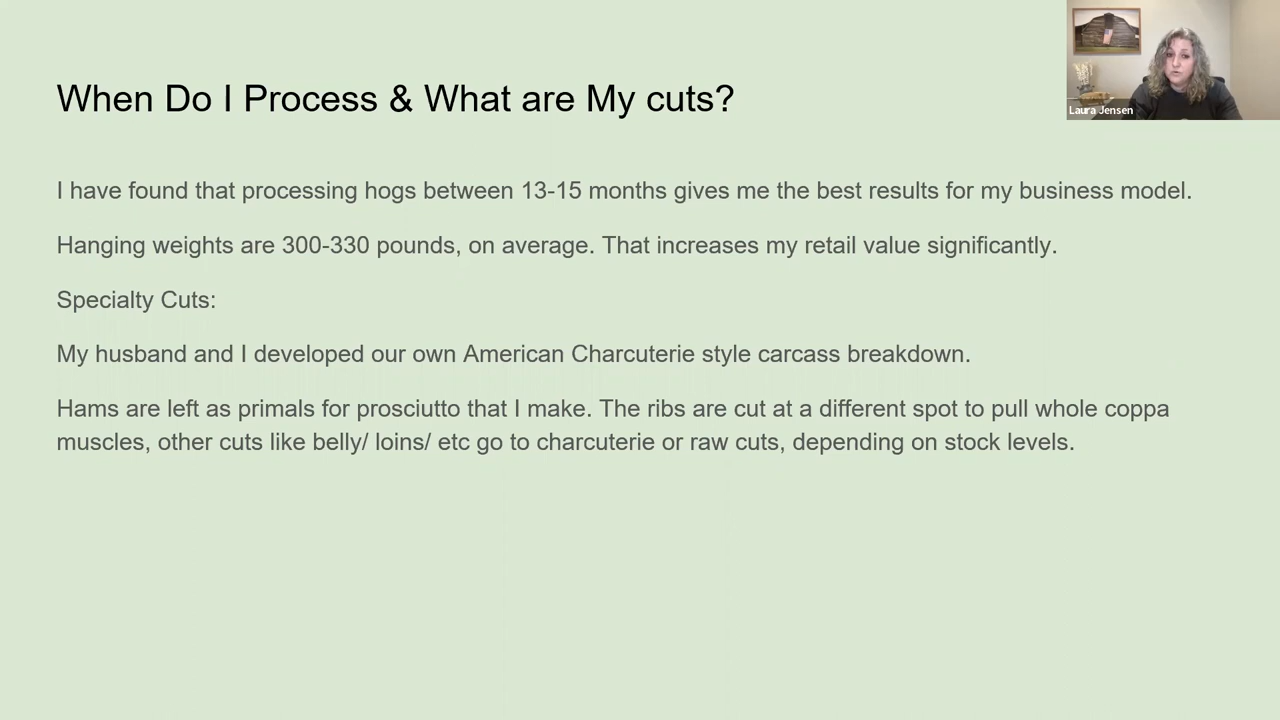 When Do I Process & What are My cuts?
Laura Jensen
I have found that processing hogs between 13-15 months gives me the best results for my business model.
Hanging weights are 300-330 pounds, on average. That increases my retail value significantly.
Specialty Cuts:
My husband and I developed our own American Charcuterie style carcass breakdown.
Hams are left as primals for prosciutto that I make. The ribs are cut at a different spot to pull whole coppa
muscles, other cuts like belly/ loins/ etc go to charcuterie or raw cuts, depending on stock levels.